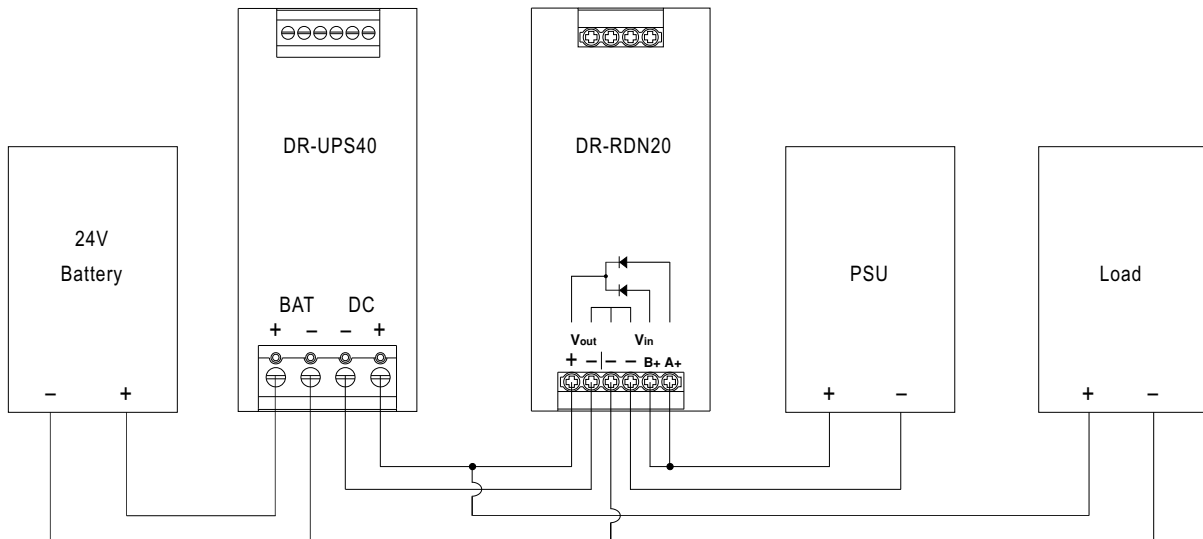 DR-UPS40
DR-RDN20
24V
Battery
PSU
Load
BAT DC
+ − − +
Vout Vin
+ − − − B+ A+
− +
+ −
+ −